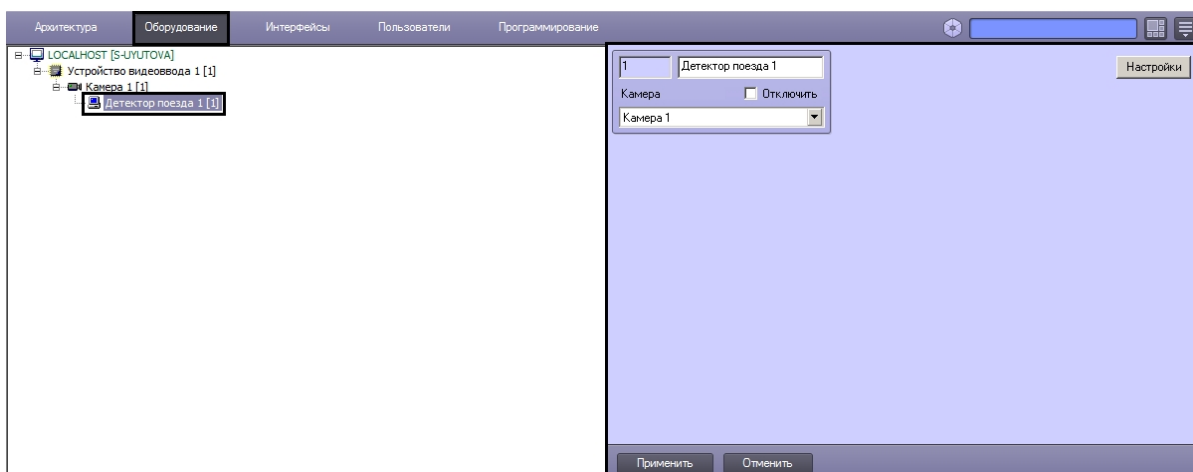 Архитектура Оборудование Интерфейсы Пользователи Программирование
LOCALHOST [S-UYUTOVA]
Устройство видеоввода 1 [1]
Камера 1 [1]
Детектор поезда 1 [1]
1 Детектор поезда 1 Настройки
Камера Отключить
Камера 1
Применить Отменить